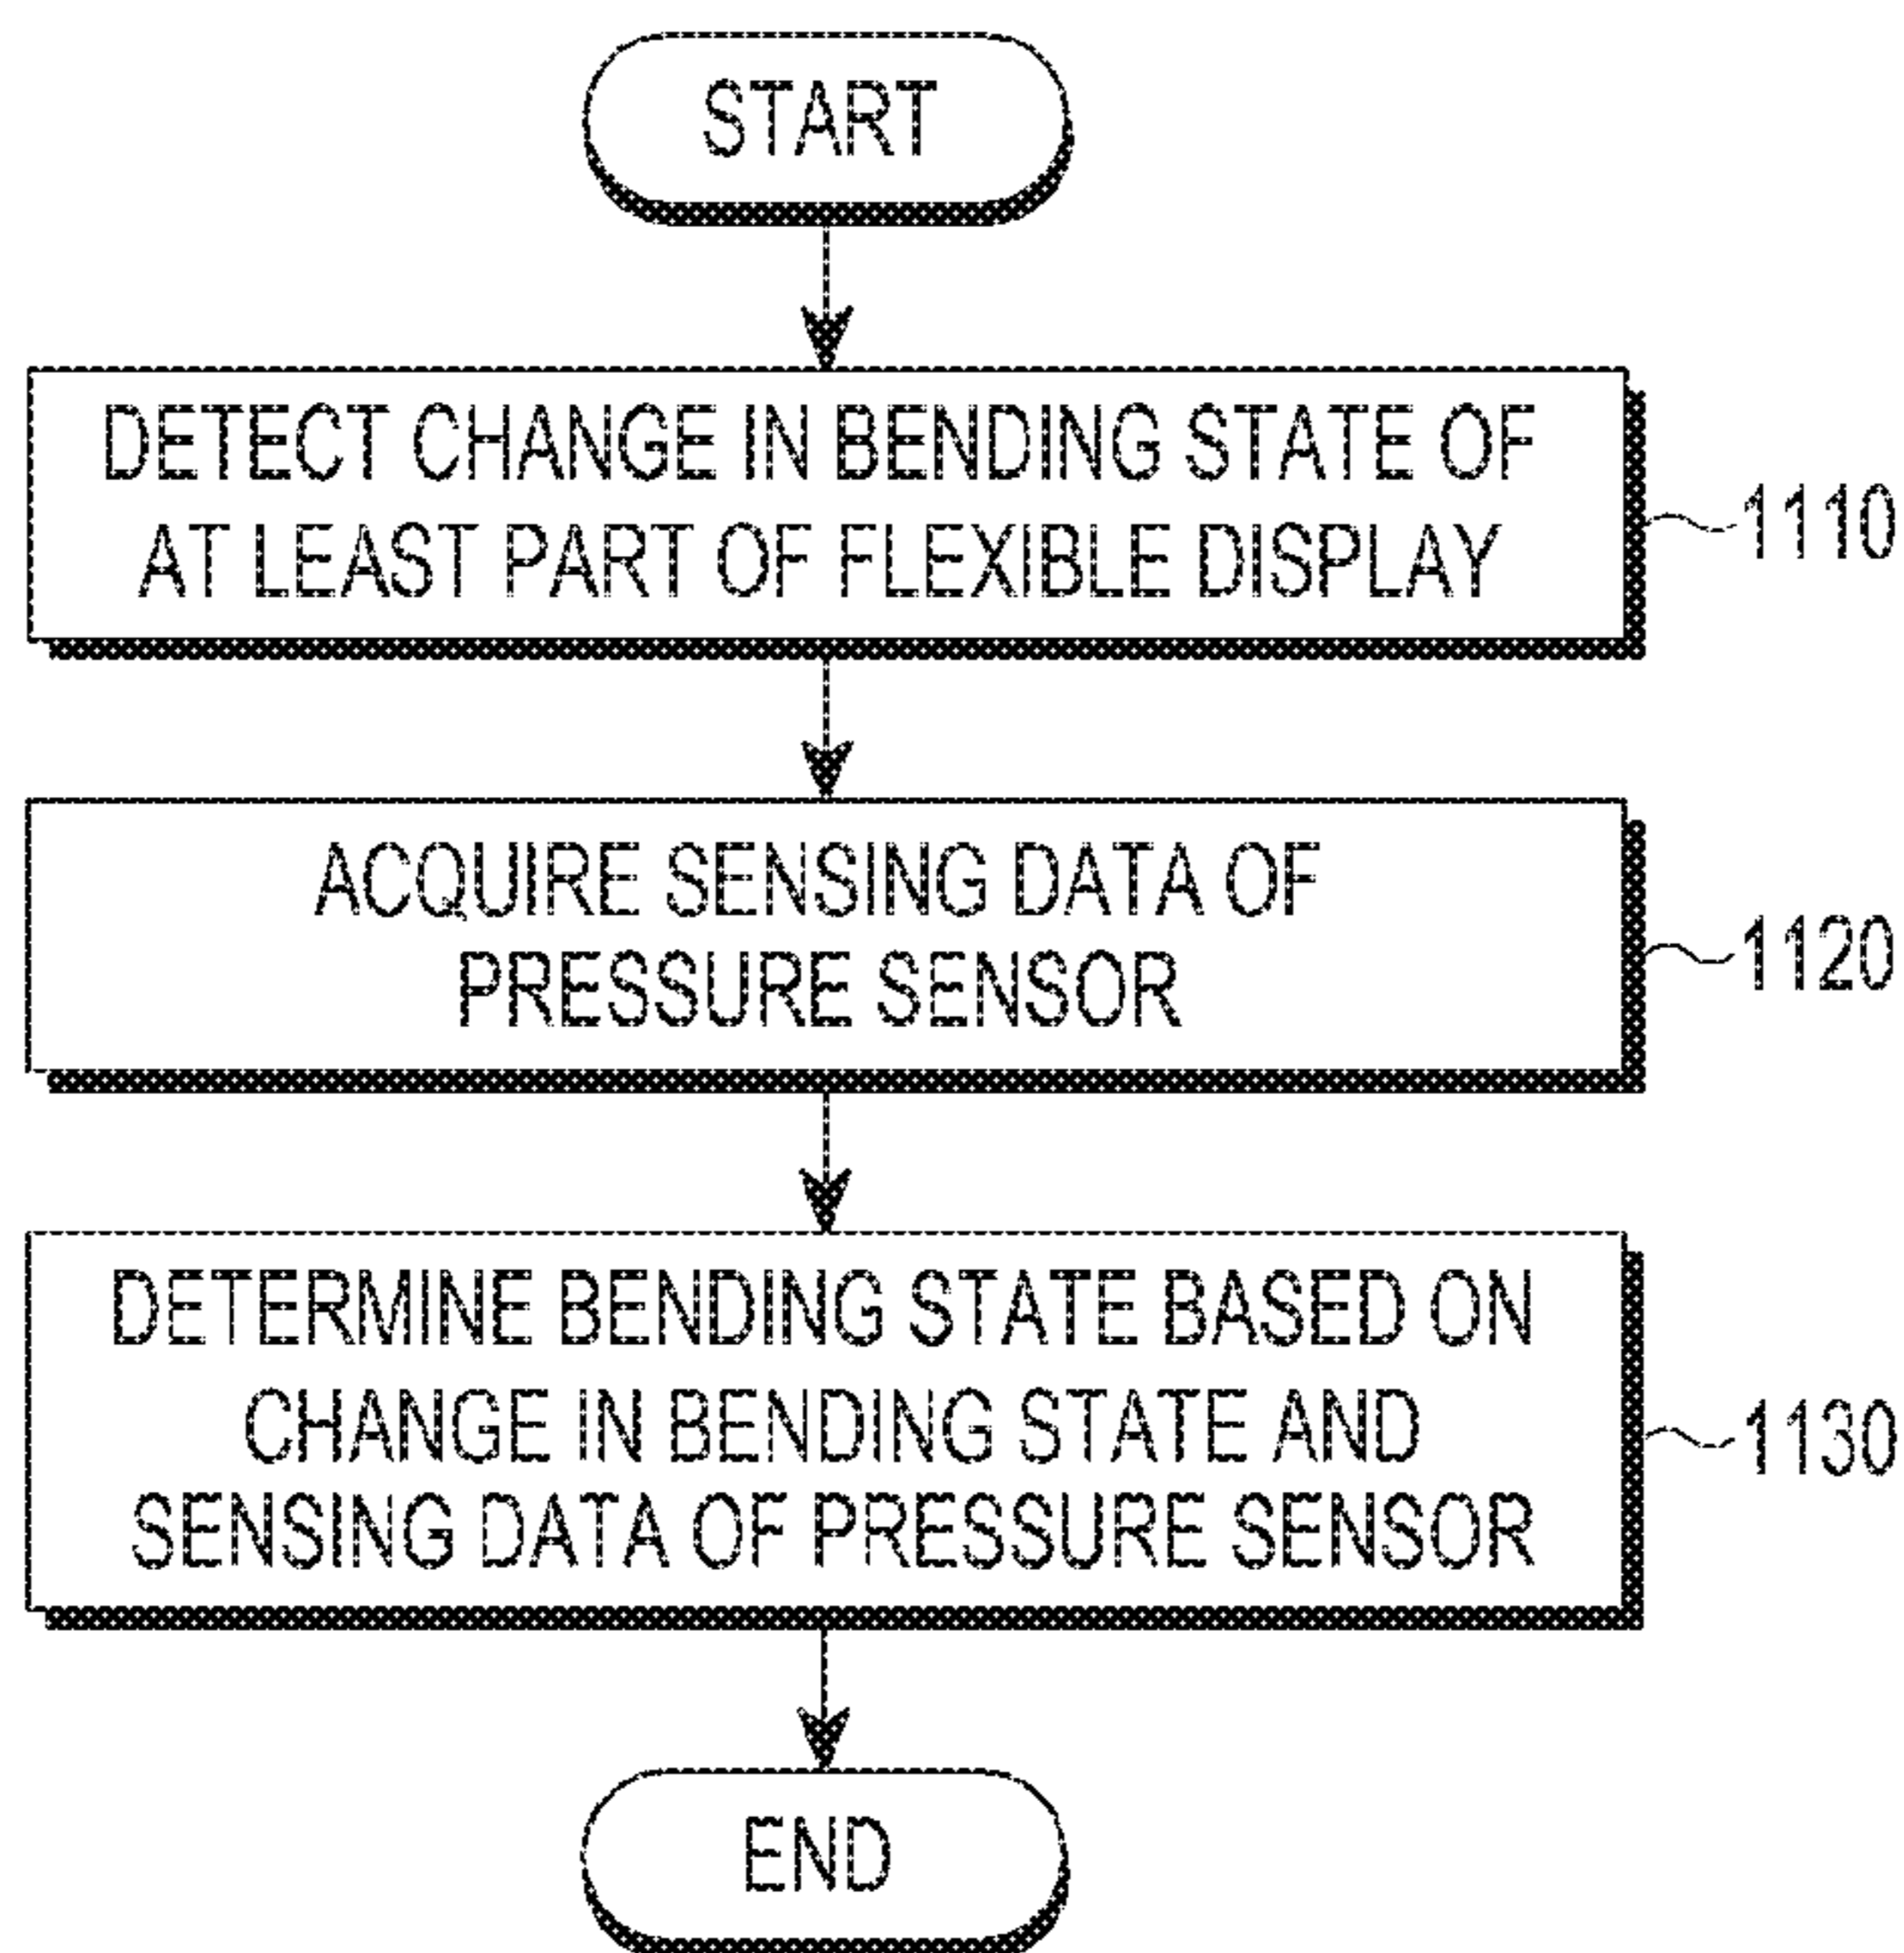 START
DETECT CHANGE IN BENDING STATE OF
AT LEAST PART OF FLEXIBLE DISPLAY
1110
ACQUIRE SENSING DATA OF
PRESSURE SENSOR
1120
DETERMINE BENDING STATE BASED ON
CHANGE IN BENDING STATE AND
SENSING DATA OF PRESSURE SENSOR
1130
END